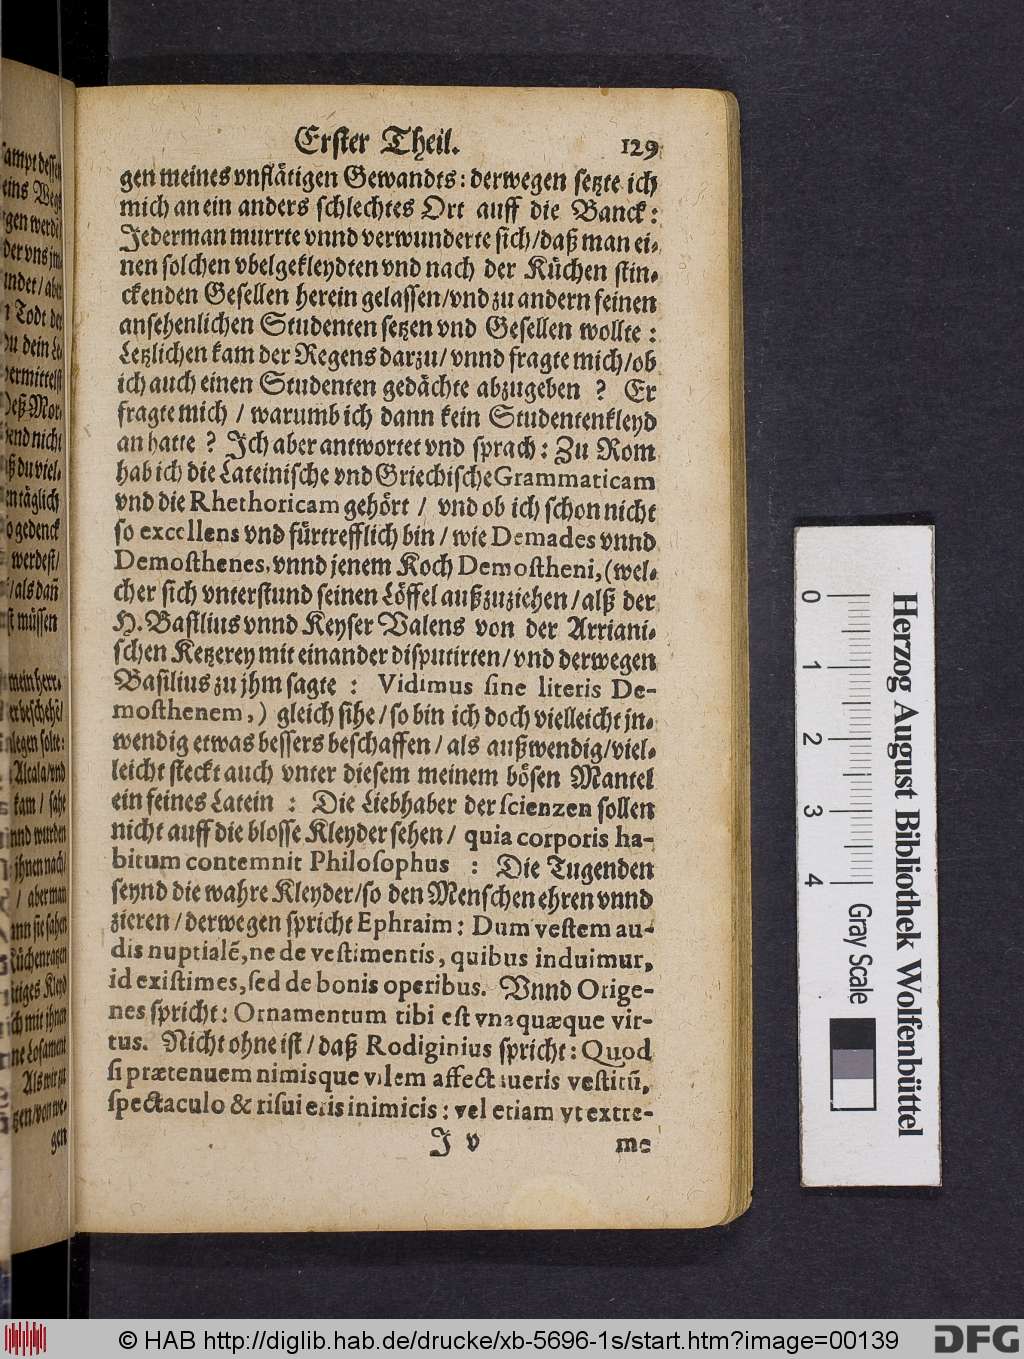 Erster Theil. 129
gen meines vnflätigen Gewandts: derwegen setzte ich
mich an ein anders schlechtes Ort auff die Banck:
Jederman murrte vnnd verwunderte sich/daß man ei-
nen solchen vbelgekleydten vnd nach der Küchen stin-
ckenden Gesellen herein gelassen/vnd zu andern feinen
ansehenlichen Studenten setzen vnd Gesellen wollte:
Letzlichen kam der Regens darzu/ vnnd fragte mich/ob
ich auch einen Studenten gedächte abzugeben ? Er
fragte mich / warumb ich dann kein Studentenkleyd
an hatte ? Ich aber antwortet vnd sprach: Zu Rom
hab ich die Lateinische vnd Griechische Grammaticam
vnd die Rhethoricam gehört / vnd ob ich schon nicht
so excellens vnd fürtrefflich bin / wie Demades vnnd
Demosthenes, vnnd jenem Koch Demostheni, (wel-
cher sich vnterstund seinen Löffel außzuziehen/ alß der
H. Basilius vnnd Keyser Valens von der Arriani-
schen Ketzerey mit einander disputirten/ vnd derwegen
Basilius zu jhm sagte : Vidimus sine literis De-
mosthenem,) gleich sihe/ so bin ich doch vielleicht jn-
wendig etwas bessers beschaffen/ als außwendig/viel-
leicht steckt auch vnter diesem meinem bösen Mantel
ein feines Latein : Die Liebhaber der scienzen sollen
nicht auff die blosse Kleyder sehen/ quia corporis ha-
bitum contemnit Philosophus : Die Tugenden
seynd die wahre Kleyder/so den Menschen ehren vnnd
zieren / derwegen spricht Ephraim: Dum vestem au-
dis nuptialē, ne de vestimentis, quibus induimur,
id existimes, sed de bonis operibus. Vnnd Orige-
nes spricht: Ornamentum tibi est vnaquæque vir-
tus. Nicht ohne ist / daß Rodiginius spricht: Quod
si prætenuem nimisque vilem affectaueris vestitū,
spectaculo & risui eris inimicis: vel etiam vt extre-
J v me
0 1 2 3 4 Gray Scale
Herzog August Bibliothek Wolfenbüttel
© HAB http://diglib.hab.de/drucke/xb-5696-1s/start.htm?image=00139
DFG